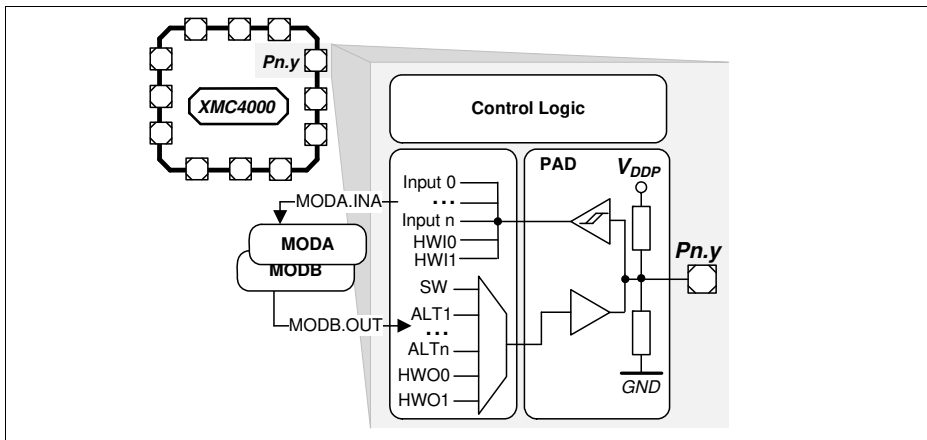 Pn.y
XMC4000
Control Logic
PAD
VDDP
Input 0
...
Input n
HWI0
HWI1
MODA.INA
MODA
MODB
MODB.OUT
SW
ALT1
...
ALTn
HWO0
HWO1
Pn.y
GND